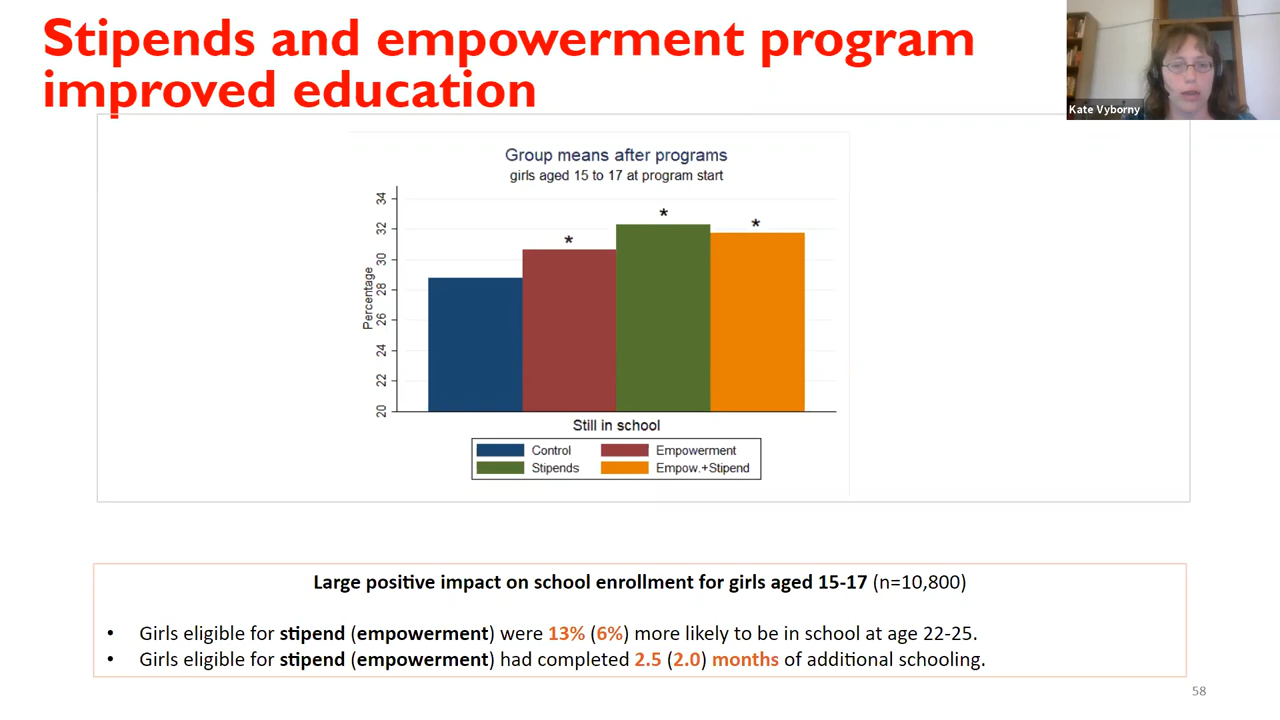 Stipends and empowerment program
improved education
Kate Vyborny
Group means after programs
girls aged 15 to 17 at program start
Percentage
34
32
30
28
26
24
22
20
*
*
*
Still in school
Control
Empowerment
Stipends
Empow.+Stipend
Large positive impact on school enrollment for girls aged 15-17 (n=10,800)
• Girls eligible for stipend (empowerment) were 13% (6%) more likely to be in school at age 22-25.
• Girls eligible for stipend (empowerment) had completed 2.5 (2.0) months of additional schooling.
58